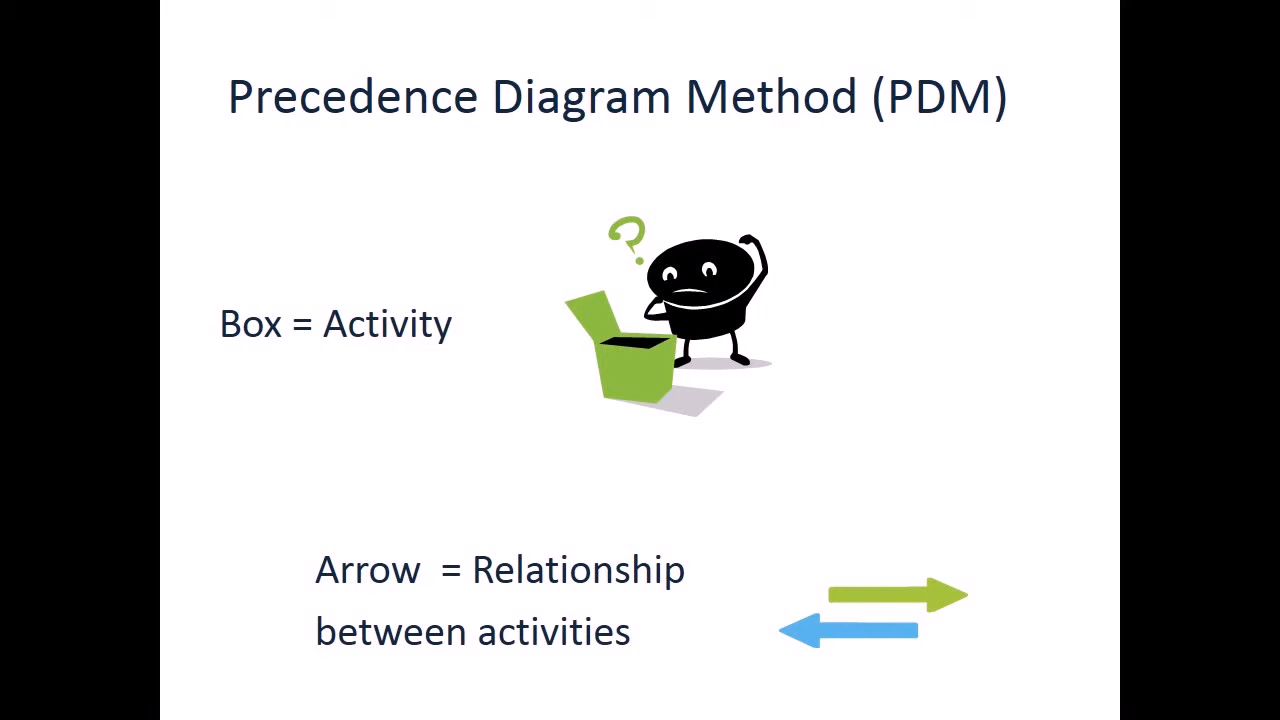 Precedence Diagram Method (PDM)
?
Box = Activity
Arrow  = Relationship
between activities